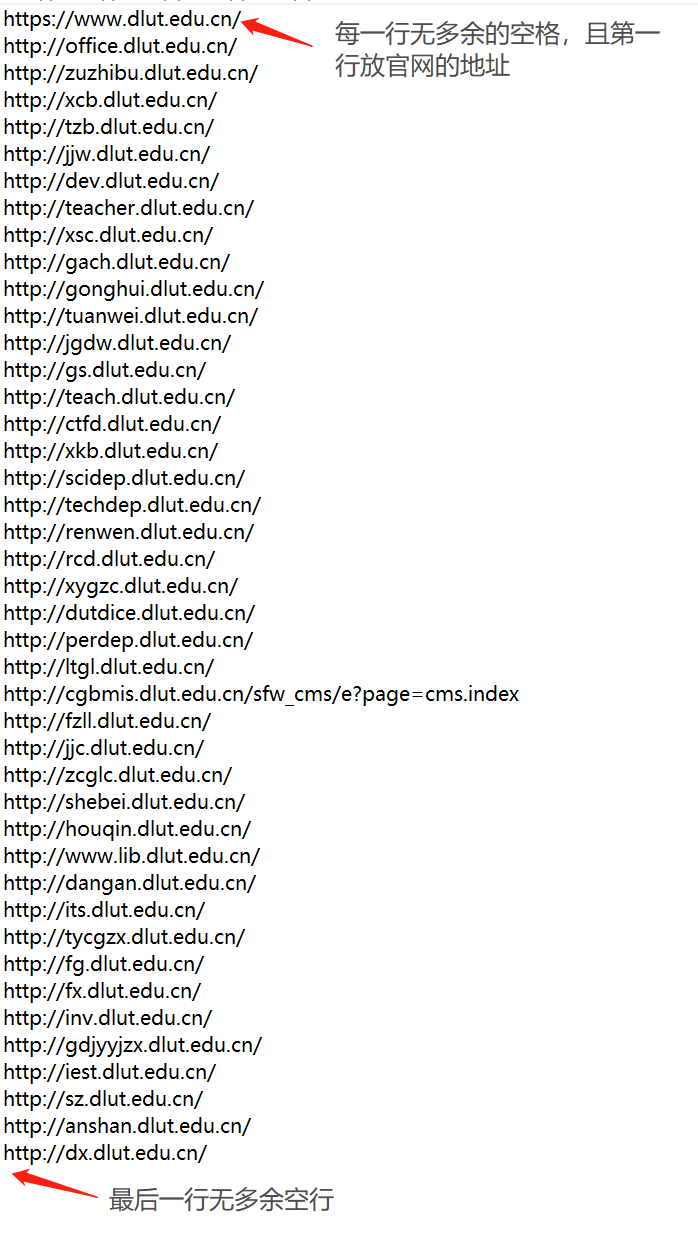 https://www.dlut.edu.cn/
每一行无多余的空格，且第一
行放官网的地址
http://office.dlut.edu.cn/
http://zuzhibu.dlut.edu.cn/
http://xcb.dlut.edu.cn/
http://tzb.dlut.edu.cn/
http://jjw.dlut.edu.cn/
http://dev.dlut.edu.cn/
http://teacher.dlut.edu.cn/
http://xsc.dlut.edu.cn/
http://gach.dlut.edu.cn/
http://gonghui.dlut.edu.cn/
http://tuanwei.dlut.edu.cn/
http://jgdw.dlut.edu.cn/
http://gs.dlut.edu.cn/
http://teach.dlut.edu.cn/
http://ctfd.dlut.edu.cn/
http://xkb.dlut.edu.cn/
http://scidep.dlut.edu.cn/
http://techdep.dlut.edu.cn/
http://renwen.dlut.edu.cn/
http://rcd.dlut.edu.cn/
http://xygzc.dlut.edu.cn/
http://dutdice.dlut.edu.cn/
http://perdep.dlut.edu.cn/
http://ltgl.dlut.edu.cn/
http://cgbmis.dlut.edu.cn/sfw_cms/e?page=cms.index
http://fzll.dlut.edu.cn/
http://jjc.dlut.edu.cn/
http://zcglc.dlut.edu.cn/
http://shebei.dlut.edu.cn/
http://houqin.dlut.edu.cn/
http://www.lib.dlut.edu.cn/
http://dangan.dlut.edu.cn/
http://its.dlut.edu.cn/
http://tycgzx.dlut.edu.cn/
http://fg.dlut.edu.cn/
http://fx.dlut.edu.cn/
http://inv.dlut.edu.cn/
http://gdjyyjzx.dlut.edu.cn/
http://iest.dlut.edu.cn/
http://sz.dlut.edu.cn/
http://anshan.dlut.edu.cn/
http://dx.dlut.edu.cn/
最后一行无多余空行